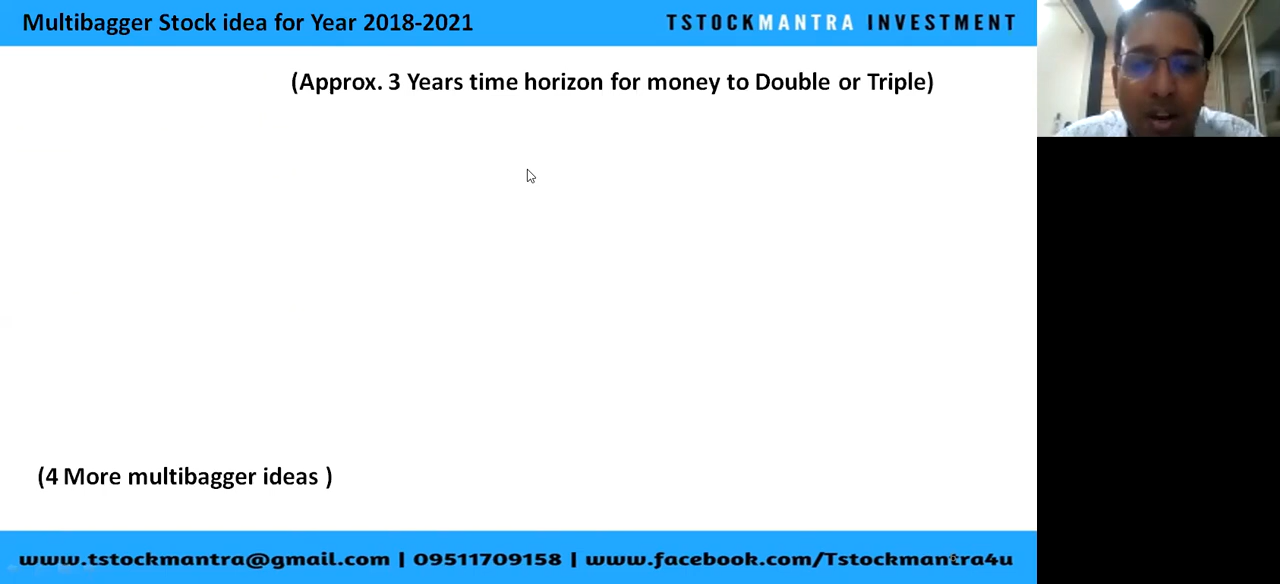 Multibagger Stock idea for Year 2018-2021
TSTOCKMANTRA INVESTMENT
(Approx. 3 Years time horizon for money to Double or Triple)
(4 More multibagger ideas )
www.tstockmantra@gmail.com | 09511709158 | www.facebook.com/Tstockmantra4u